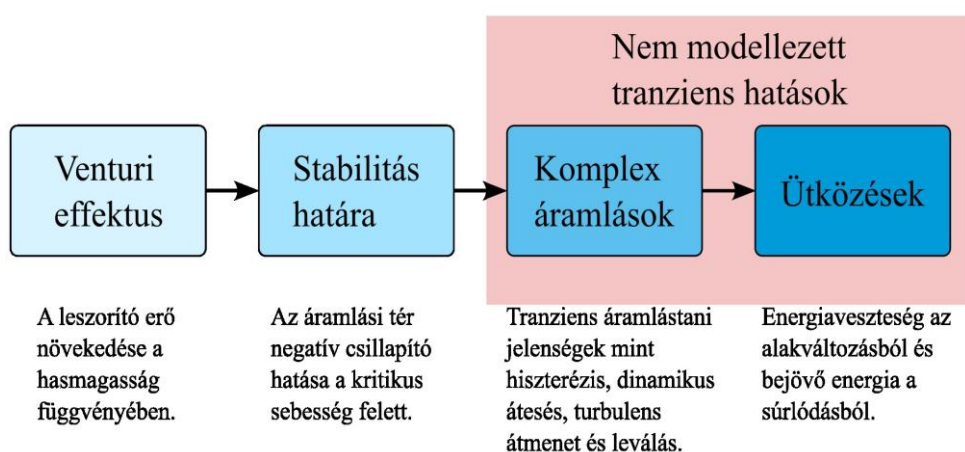 Nem modellezett
tranziens hatások
Venturi
effektus
Stabilitás
határa
Komplex
áramlások
Ütközések
A leszorító erő
növekedése a
hasmagasság
függvényében.
Az áramlási tér
negatív csillapító
hatása a kritikus
sebesség felett.
Tranziens áramlástani
jelenségek mint
hiszterézis, dinamikus
átesés, turbulens
átmenet és leválás.
Energiaveszteség az
alakváltozásból és
bejövő energia a
súrlódásból.